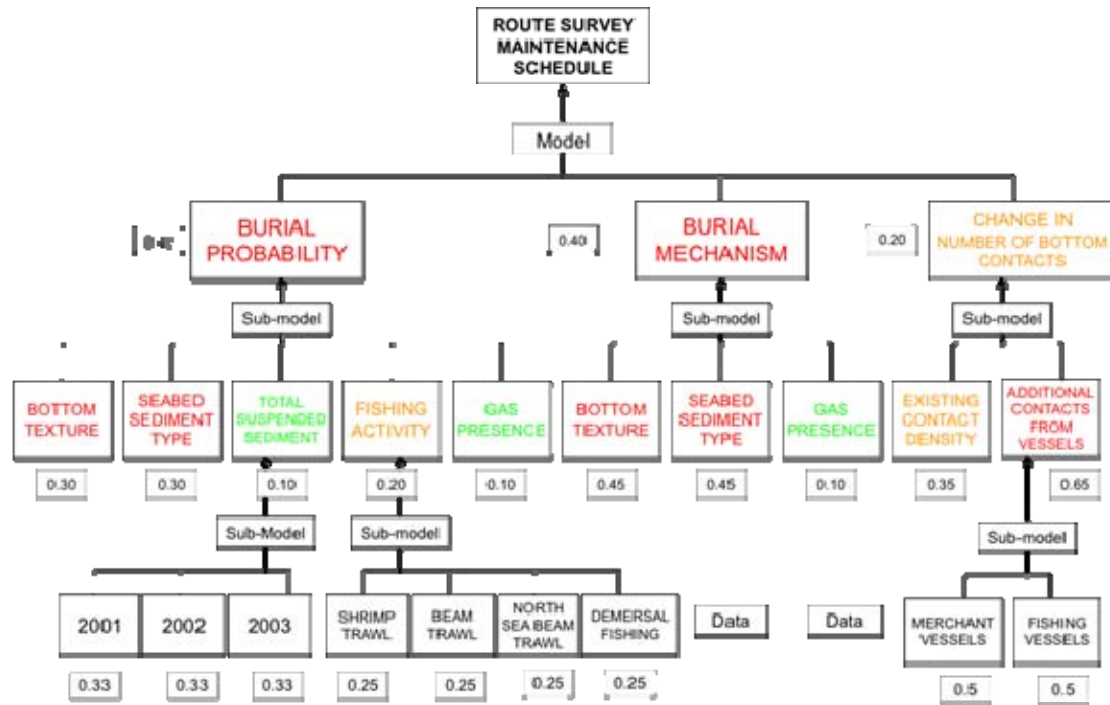 ROUTE SURVEY
MAINTENANCE
SCHEDULE
Model
BURIAL
PROBABILITY
0.40
BURIAL
MECHANISM
0.20
CHANGE IN
NUMBER OF BOTTOM
CONTACTS
Sub-model
Sub-model
Sub-model
BOTTOM
TEXTURE
SEABED
SEDIMENT
TYPE
TOTAL
SUSPENDED
SEDIMENT
FISHING
ACTIVITY
GAS
PRESENCE
BOTTOM
TEXTURE
SEABED
SEDIMENT
TYPE
GAS
PRESENCE
EXISTING
CONTACT
DENSITY
ADDITIONAL
CONTACTS
FROM
VESSELS
0.30
0.30
0.10
0.20
0.10
0.45
0.45
0.10
0.35
0.65
Sub-Model
Sub-model
Sub-model
2001
2002
2003
SHRIMP
TRAWL
BEAM
TRAWL
NORTH
SEA BEAM
TRAWL
DEMERSAL
FISHING
Data
Data
MERCHANT
VESSELS
FISHING
VESSELS
0.33
0.33
0.33
0.25
0.25
0.25
0.25
0.5
0.5